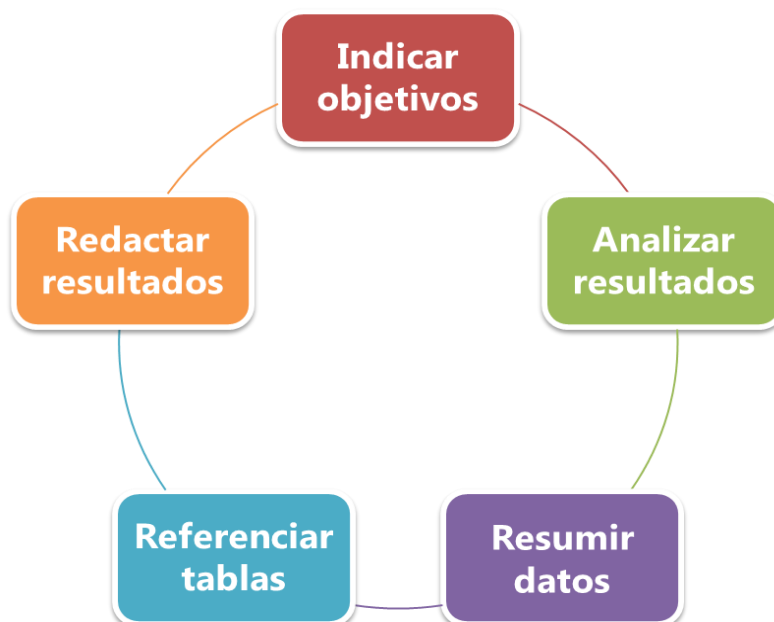 Indicar
objetivos
Analizar
resultados
Resumir
datos
Referenciar
tablas
Redactar
resultados